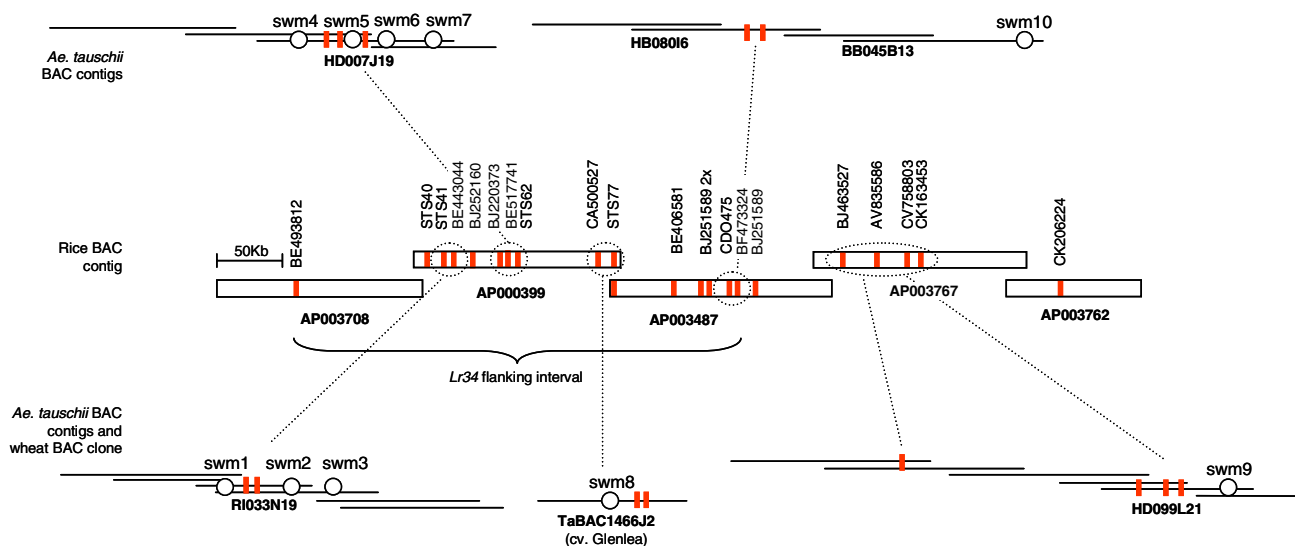 swm4 swm5 swm6 swm7
swm10
HB080I6
BB045B13
HD007J19
Ae. tauschii
BAC contigs
STS40
STS41
BE443044
BJ252160
BJ220373
BE517741
STS62
CA500527
STS77
BE406581
BJ251589 2x
CDO475
BF473324
BJ251589
BJ463527
AV835586
CV758803
CK163453
CK206224
BE493812
50Kb
Rice BAC
contig
AP003708
AP000399
AP003487
AP003767
AP003762
Lr34 flanking interval
Ae. tauschii BAC
contigs and
wheat BAC clone
swm1 swm2 swm3
RI033N19
swm8
TaBAC1466J2
(cv. Glenlea)
swm9
HD099L21